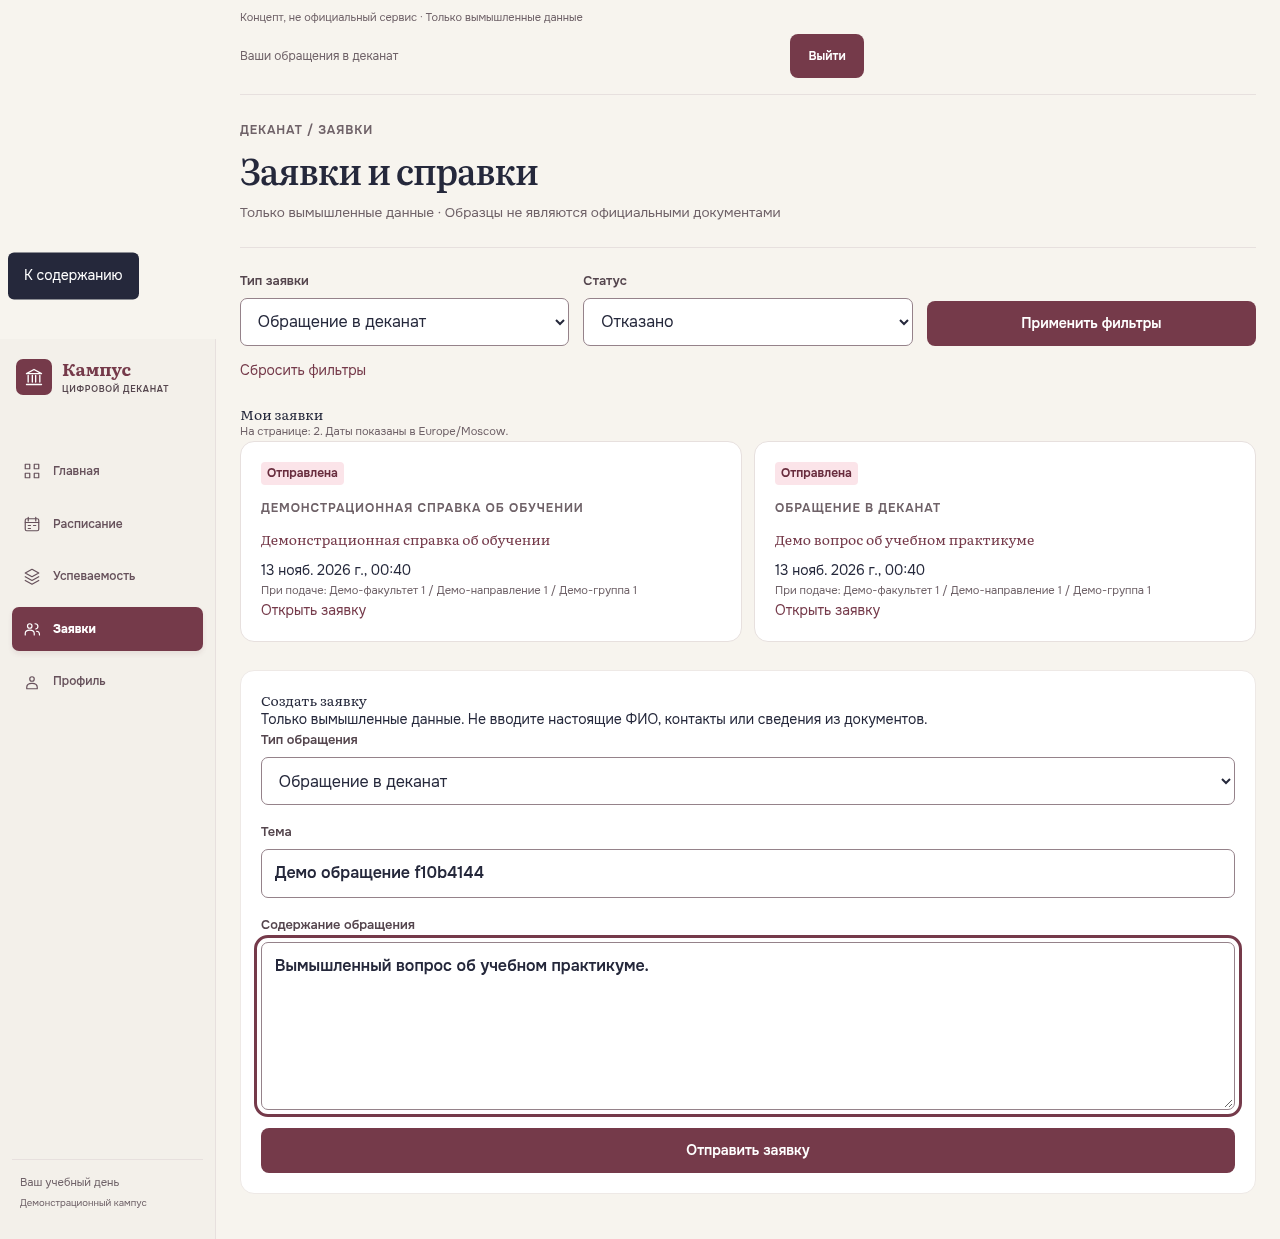 Концепт, не официальный сервис · Только вымышленные данные
Ваши обращения в деканат
Выйти
ДЕКАНАТ / ЗАЯВКИ
Заявки и справки
Только вымышленные данные · Образцы не являются официальными документами
К содержанию
Кампус
ЦИФРОВОЙ ДЕКАНАТ
Главная
Расписание
Успеваемость
Заявки
Профиль
Ваш учебный день
Демонстрационный кампус
Тип заявки
Обращение в деканат
Статус
Отказано
Применить фильтры
Сбросить фильтры
Мои заявки
На странице: 2. Даты показаны в Europe/Moscow.
Отправлена
ДЕМОНСТРАЦИОННАЯ СПРАВКА ОБ ОБУЧЕНИИ
Демонстрационная справка об обучении
13 нояб. 2026 г., 00:40
При подаче: Демо-факультет 1 / Демо-направление 1 / Демо-группа 1
Открыть заявку
Отправлена
ОБРАЩЕНИЕ В ДЕКАНАТ
Демо вопрос об учебном практикуме
13 нояб. 2026 г., 00:40
При подаче: Демо-факультет 1 / Демо-направление 1 / Демо-группа 1
Открыть заявку
Создать заявку
Только вымышленные данные. Не вводите настоящие ФИО, контакты или сведения из документов.
Тип обращения
Обращение в деканат
Тема
Демо обращение f10b4144
Содержание обращения
Вымышленный вопрос об учебном практикуме.
Отправить заявку